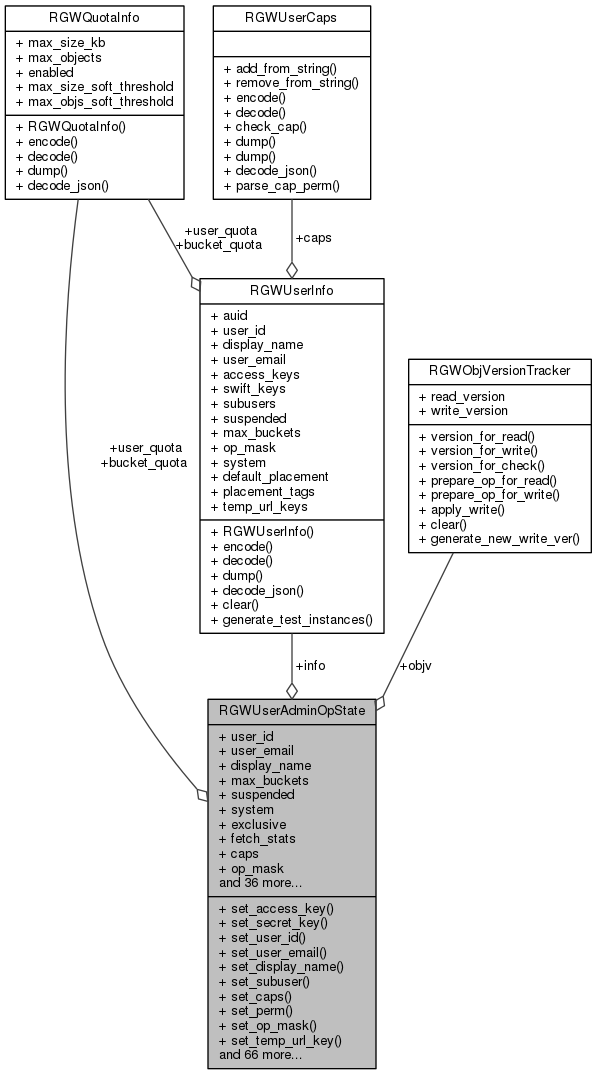 RGWQuotaInfo
+ max_size_kb
+ max_objects
+ enabled
+ max_size_soft_threshold
+ max_objs_soft_threshold
+ RGWQuotaInfo()
+ encode()
+ decode()
+ dump()
+ decode_json()
RGWUserCaps
+ add_from_string()
+ remove_from_string()
+ encode()
+ decode()
+ check_cap()
+ dump()
+ dump()
+ decode_json()
+ parse_cap_perm()
+user_quota
+bucket_quota
+caps
RGWUserInfo
+ auid
+ user_id
+ display_name
+ user_email
+ access_keys
+ swift_keys
+ subusers
+ suspended
+ max_buckets
+ op_mask
+ system
+ default_placement
+ placement_tags
+ temp_url_keys
+ RGWUserInfo()
+ encode()
+ decode()
+ dump()
+ decode_json()
+ clear()
+ generate_test_instances()
RGWObjVersionTracker
+ read_version
+ write_version
+ version_for_read()
+ version_for_write()
+ version_for_check()
+ prepare_op_for_read()
+ prepare_op_for_write()
+ apply_write()
+ clear()
+ generate_new_write_ver()
+user_quota
+bucket_quota
+info
+objv
RGWUserAdminOpState
+ user_id
+ user_email
+ display_name
+ max_buckets
+ suspended
+ system
+ exclusive
+ fetch_stats
+ caps
+ op_mask
and 36 more...
+ set_access_key()
+ set_secret_key()
+ set_user_id()
+ set_user_email()
+ set_display_name()
+ set_subuser()
+ set_caps()
+ set_perm()
+ set_op_mask()
+ set_temp_url_key()
and 66 more...